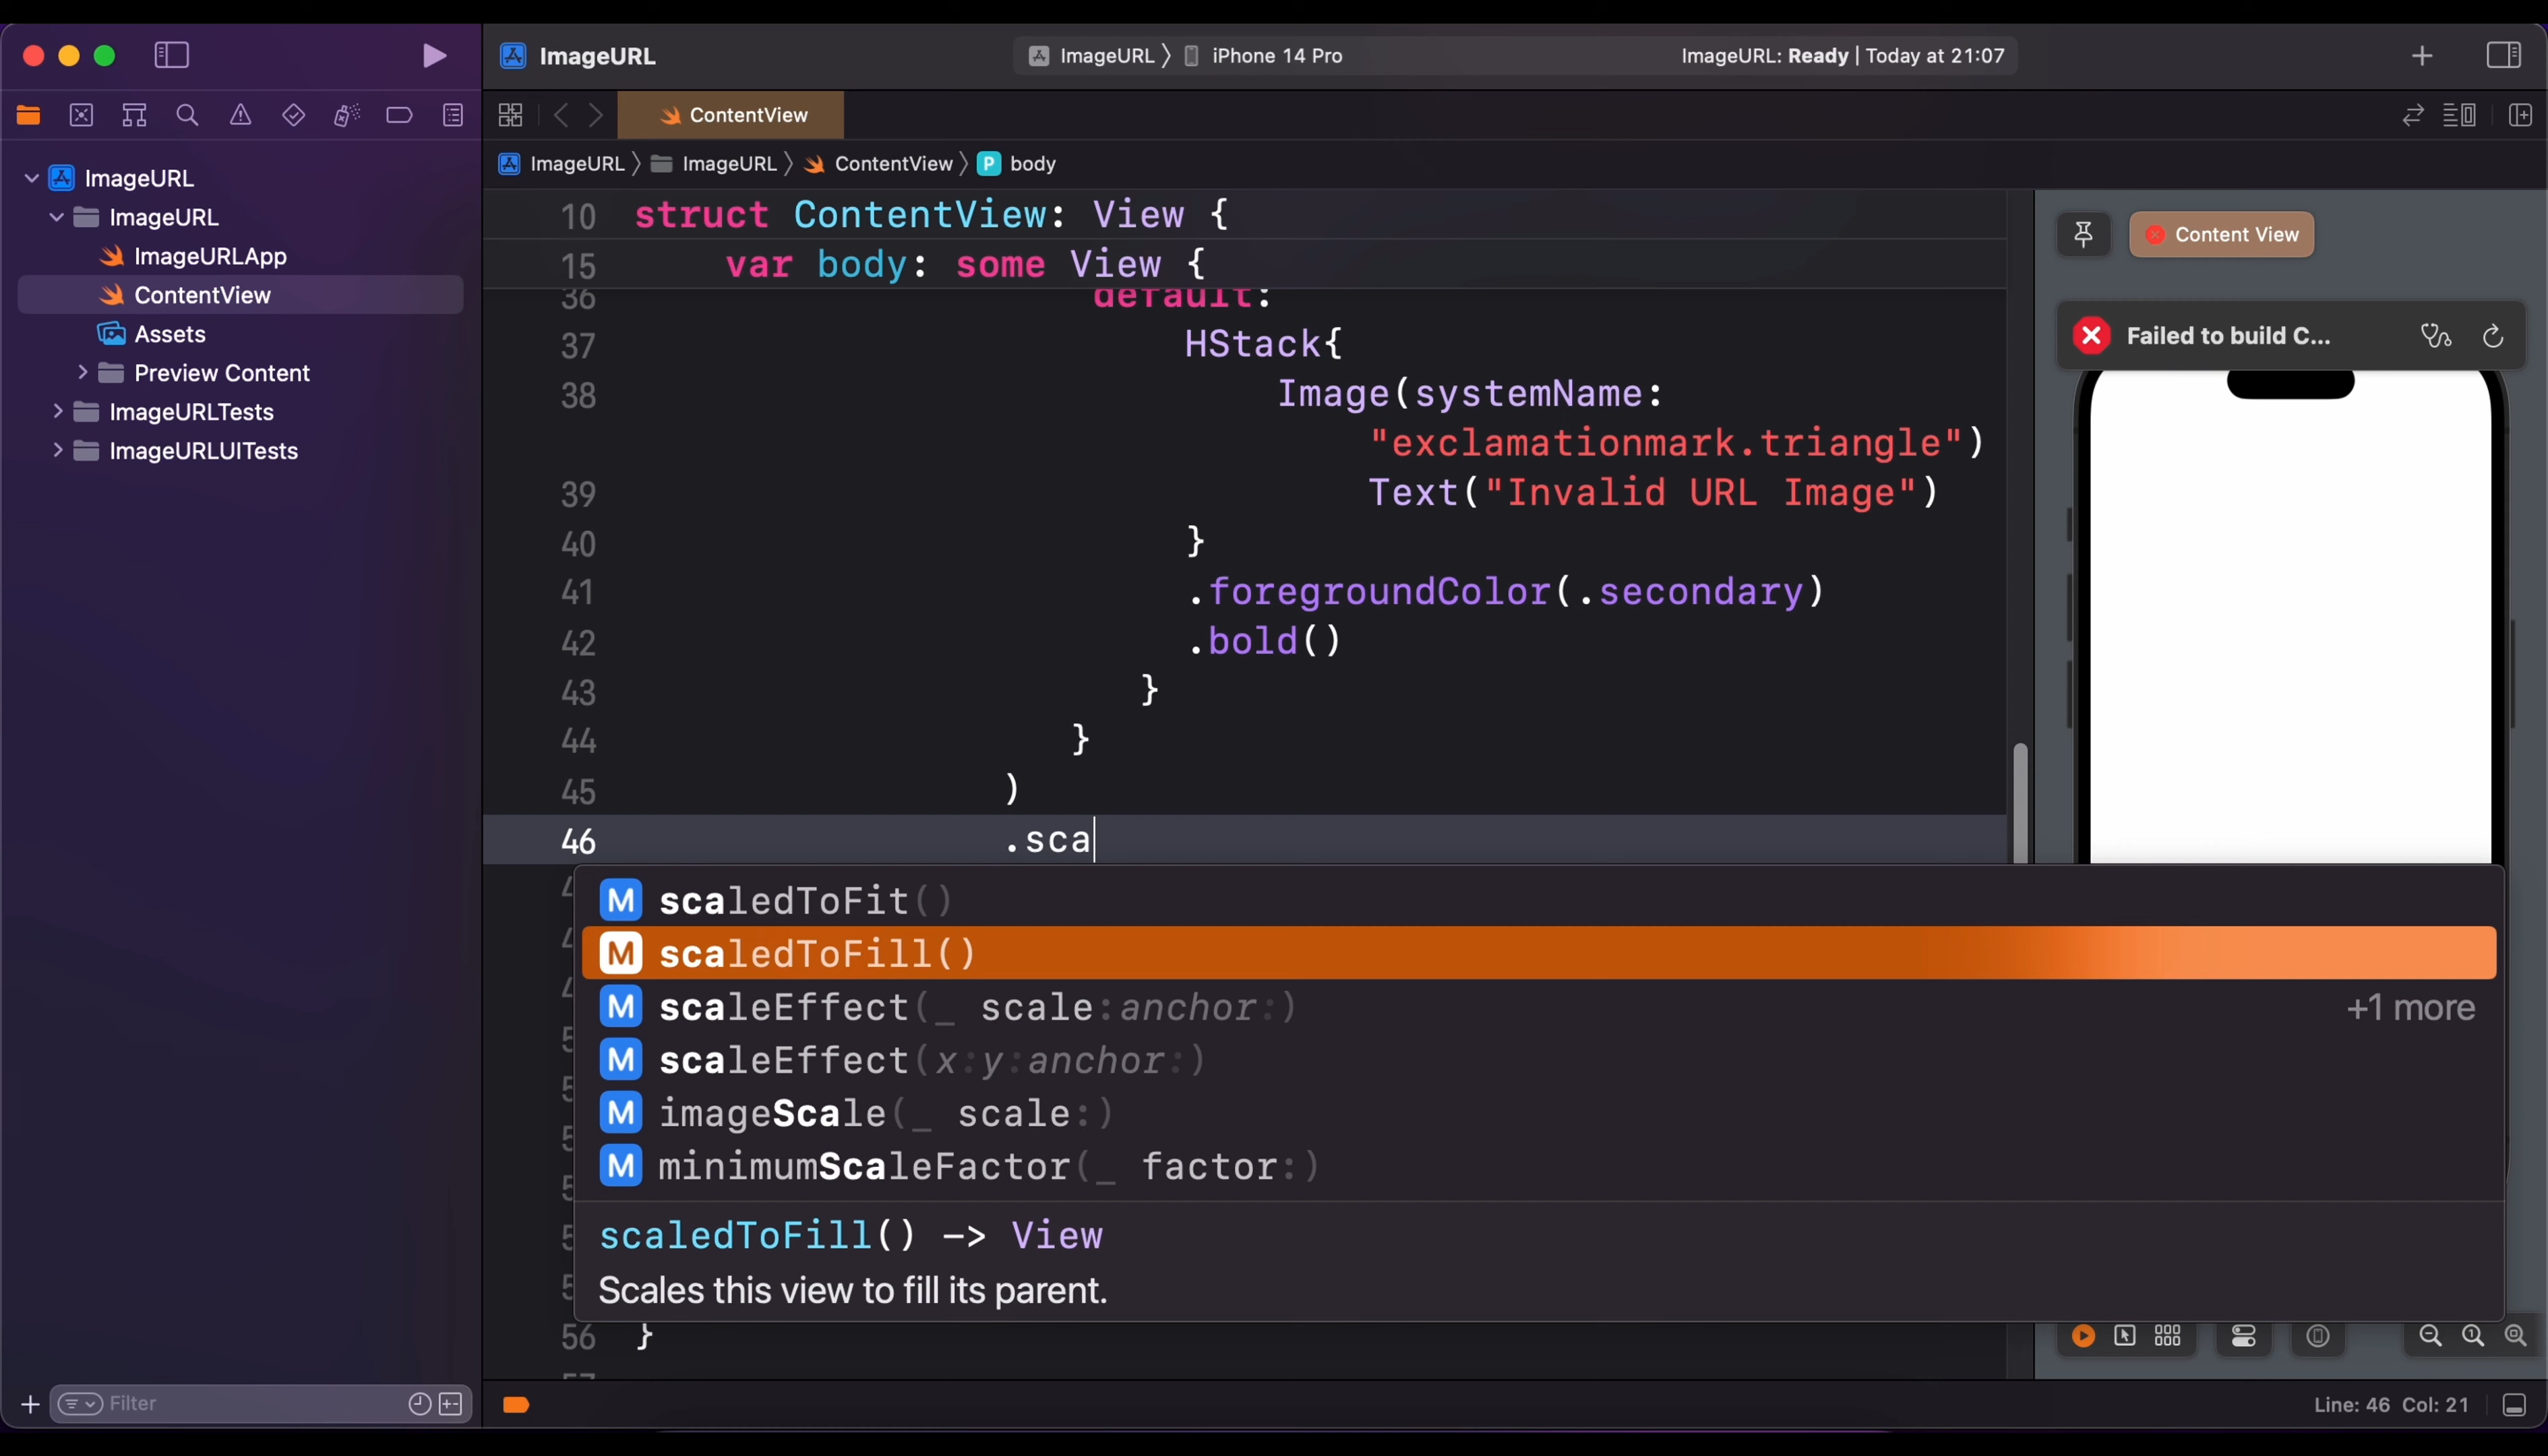 ImageURL
ImageURL
iPhone 14 Pro
ImageURL: Ready | Today at 21:07
ContentView
ImageURL
ImageURL
ContentView
P body
ImageURL
ImageURL
ImageURLApp
ContentView
Assets
Preview Content
ImageURLTests
ImageURLUITests
10 struct ContentView: View {
15 var body: some View {
36 default:
37 HStack{
38 Image(systemName:
"exclamationmark.triangle")
39 Text("Invalid URL Image")
40 }
41 .foregroundColor(.secondary)
42 .bold()
43 }
44 }
45 )
46 .sca
M scaledToFit()
M scaledToFill()
M scaleEffect(_ scale:anchor:)
+1 more
M scaleEffect(x:y:anchor:)
M imageScale(_ scale:)
M minimumScaleFactor(_ factor:)
scaledToFill() -> View
Scales this view to fill its parent.
56 }
Content View
Failed to build C...
Filter
Line: 46 Col: 21